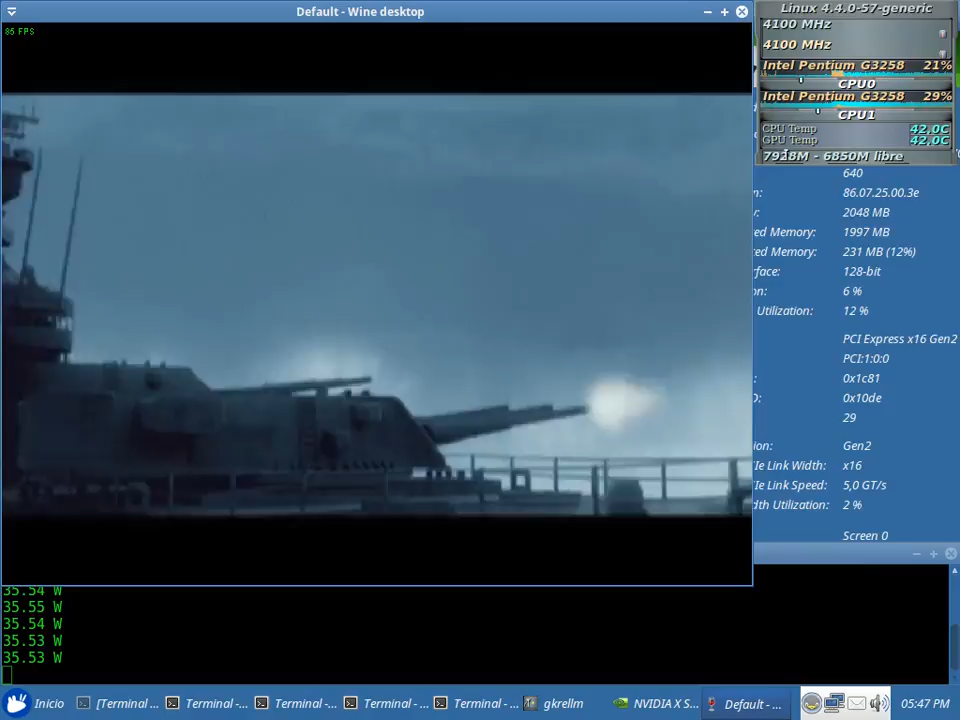 Default - Wine desktop
86 FPS
Linux 4.4.0-57-generic
4100 MHz
4100 MHz
Intel Pentium G3258 21%
CPU0
Intel Pentium G3258 29%
CPU1
CPU Temp 42,0C
GPU Temp 42,0C
7928M - 6850M libre
640
n: 86.07.25.00.3e
y: 2048 MB
ed Memory: 1997 MB
ed Memory: 231 MB (12%)
rface: 128-bit
on: 6 %
Utilization: 12 %
PCI Express x16 Gen2
PCI:1:0:0
: 0x1c81
D: 0x10de
29
ion: Gen2
Ie Link Width: x16
Ie Link Speed: 5,0 GT/s
dth Utilization: 2 %
Screen 0
35.54 W
35.55 W
35.54 W
35.53 W
35.53 W
Inicio [Terminal ... Terminal -... Terminal -... Terminal - ... Terminal - ... gkrellm NVIDIA X S... Default - ... 05:47 PM